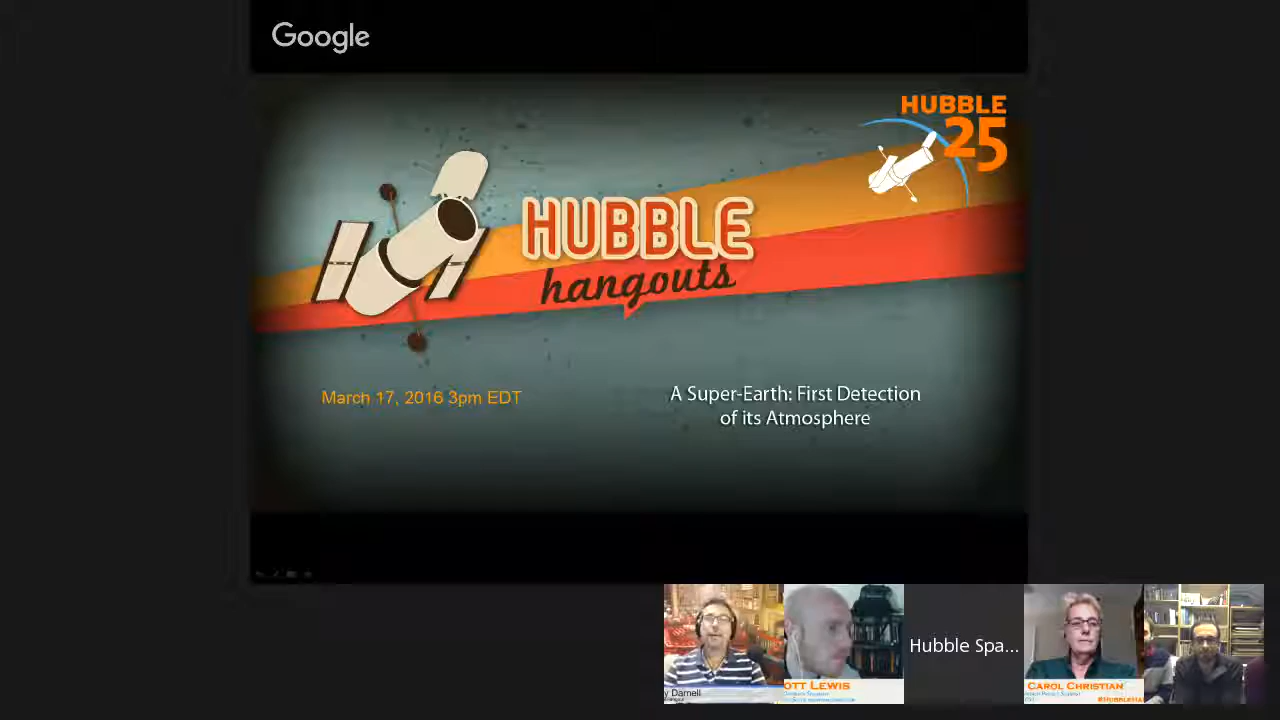 Google
HUBBLE
25
HUBBLE
hangouts
March 17, 2016 3pm EDT
A Super-Earth: First Detection
of its Atmosphere
Hubble Spa...
y Darnell
OTT LEWIS
CAROL CHRISTIAN